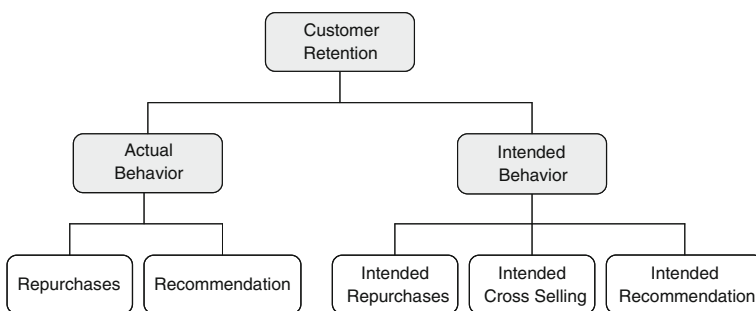 Customer
Retention
Actual
Behavior
Intended
Behavior
Repurchases
Recommendation
Intended
Repurchases
Intended
Cross Selling
Intended
Recommendation